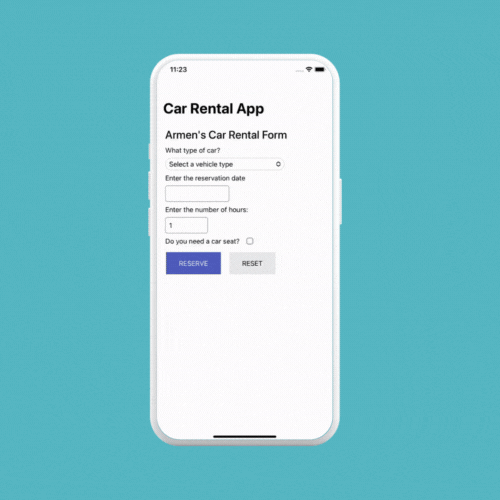 11:23
Car Rental App
Armen's Car Rental Form
What type of car?
Select a vehicle type
Enter the reservation date
Enter the number of hours:
1
Do you need a car seat?
RESERVE RESET